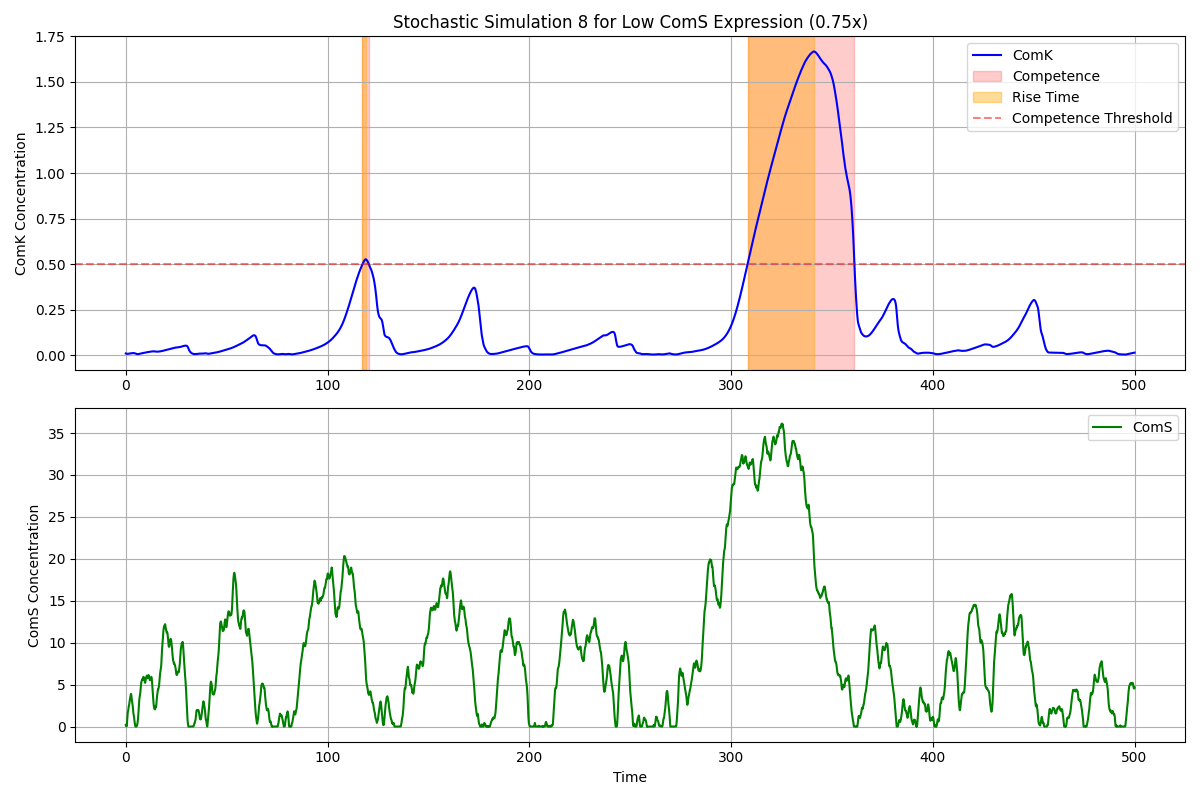 Stochastic Simulation 8 for Low ComS Expression (0.75x)
ComK Concentration
1.75
1.50
1.25
1.00
0.75
0.50
0.25
0.00
ComK
Competence
Rise Time
Competence Threshold
0 100 200 300 400 500
ComS Concentration
35
30
25
20
15
10
5
0
ComS
0 100 200 300 400 500
Time